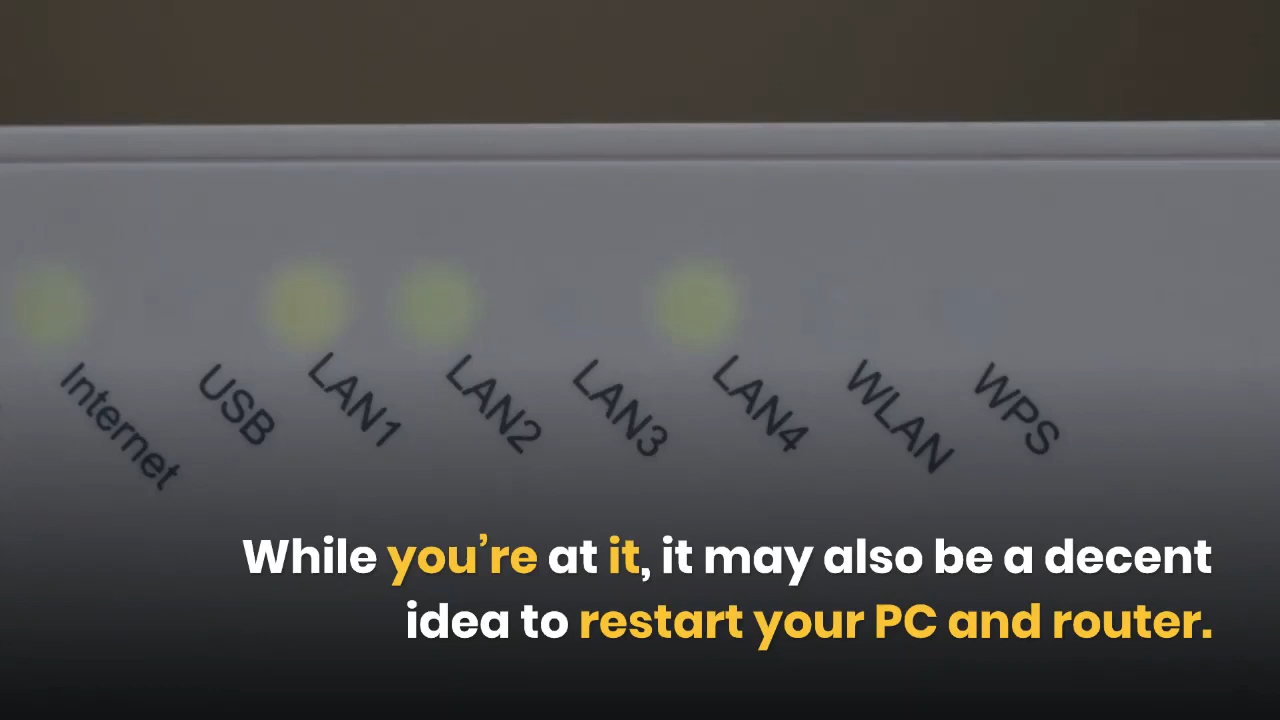 Internet
USB
LAN1
LAN2
LAN3
LAN4
WLAN
WPS
While you’re at it, it may also be a decent
idea to restart your PC and router.